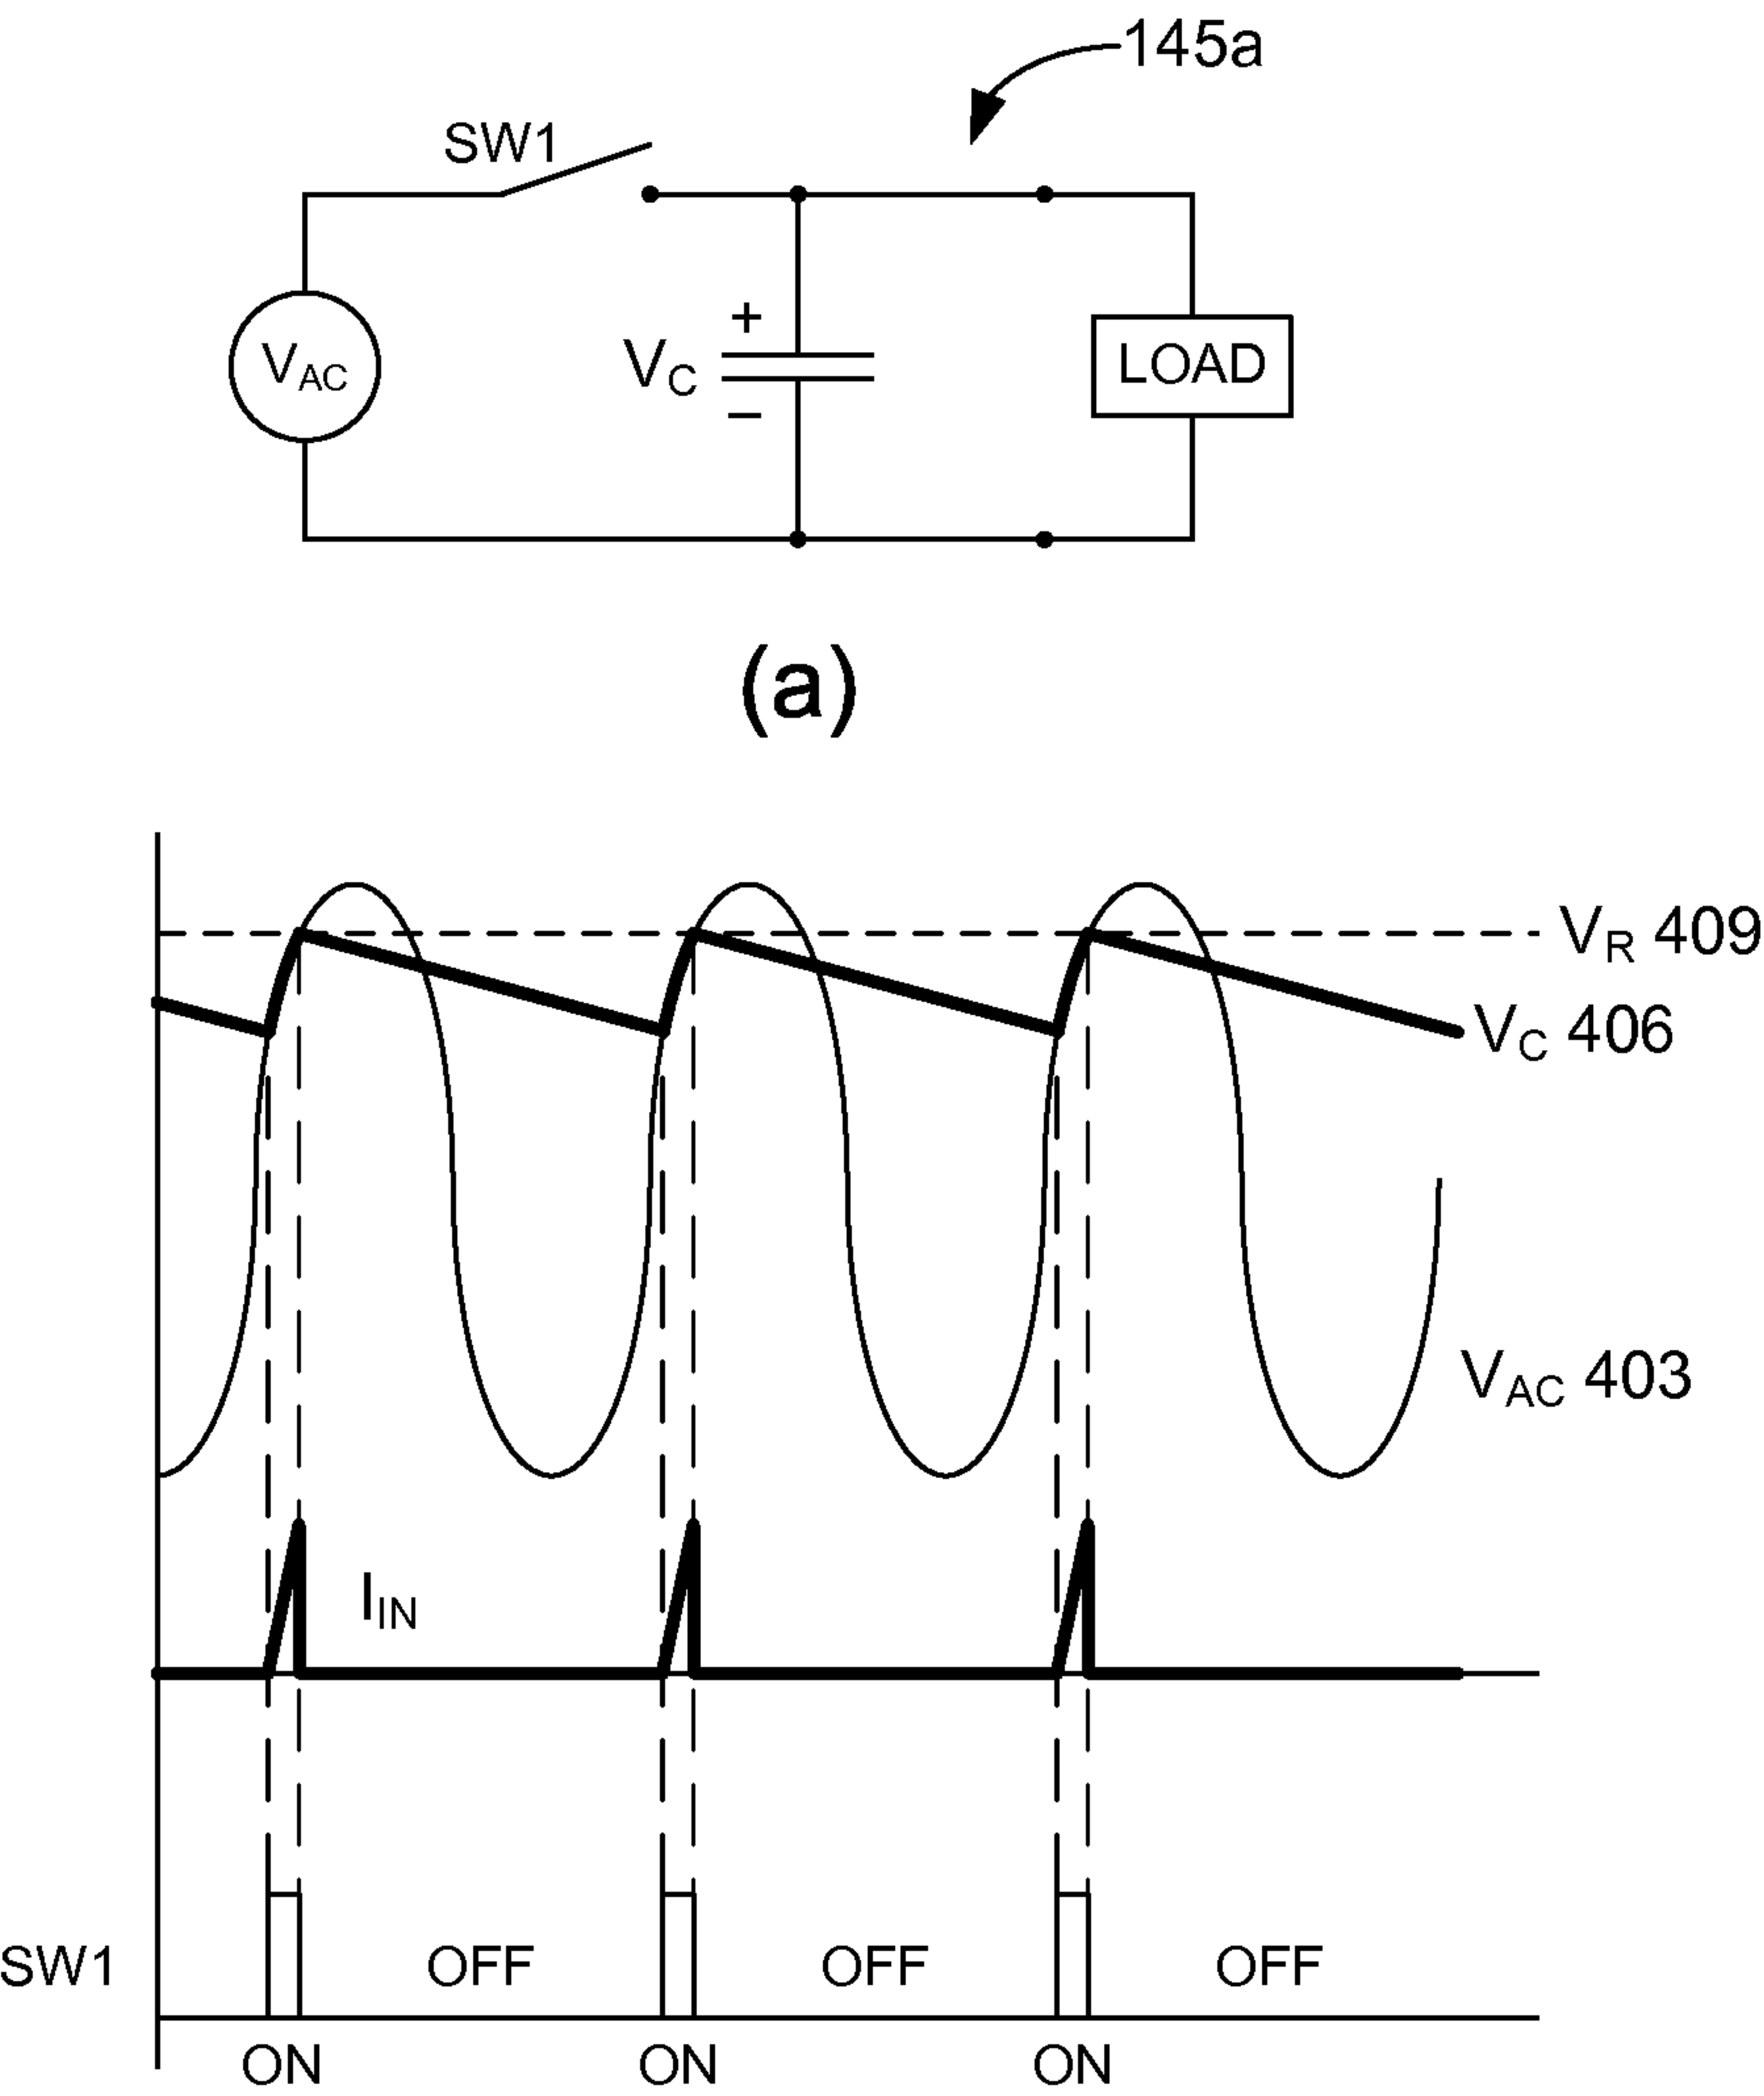 145a
SW1
+
VAC
VC
LOAD
−
(a)
VR 409
VC 406
VAC 403
IIN
SW1
OFF OFF OFF
ON ON ON